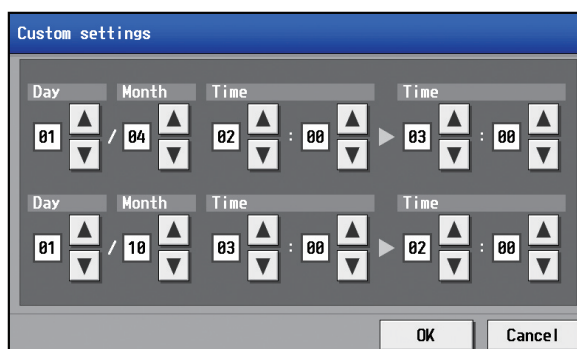 Custom settings
Day Month Time Time
01 / 04 02 : 00 ▶ 03 : 00
Day Month Time Time
01 / 10 03 : 00 ▶ 02 : 00
OK Cancel